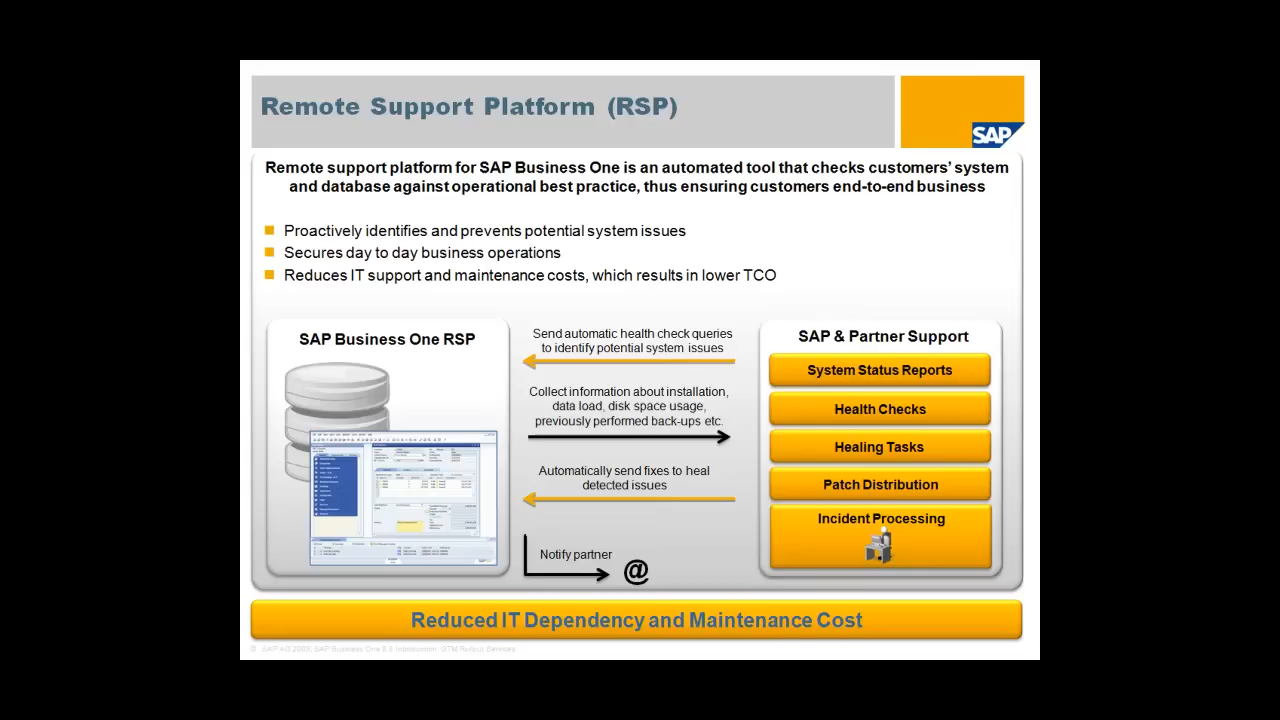 Remote Support Platform (RSP)
SAP
Remote support platform for SAP Business One is an automated tool that checks customers' system
and database against operational best practice, thus ensuring customers end-to-end business
Proactively identifies and prevents potential system issues
Secures day to day business operations
Reduces IT support and maintenance costs, which results in lower TCO
SAP Business One RSP
Send automatic health check queries
to identify potential system issues
Collect information about installation,
data load, disk space usage,
previously performed back-ups etc.
Automatically send fixes to heal
detected issues
Notify partner
@
SAP & Partner Support
System Status Reports
Health Checks
Healing Tasks
Patch Distribution
Incident Processing
Reduced IT Dependency and Maintenance Cost